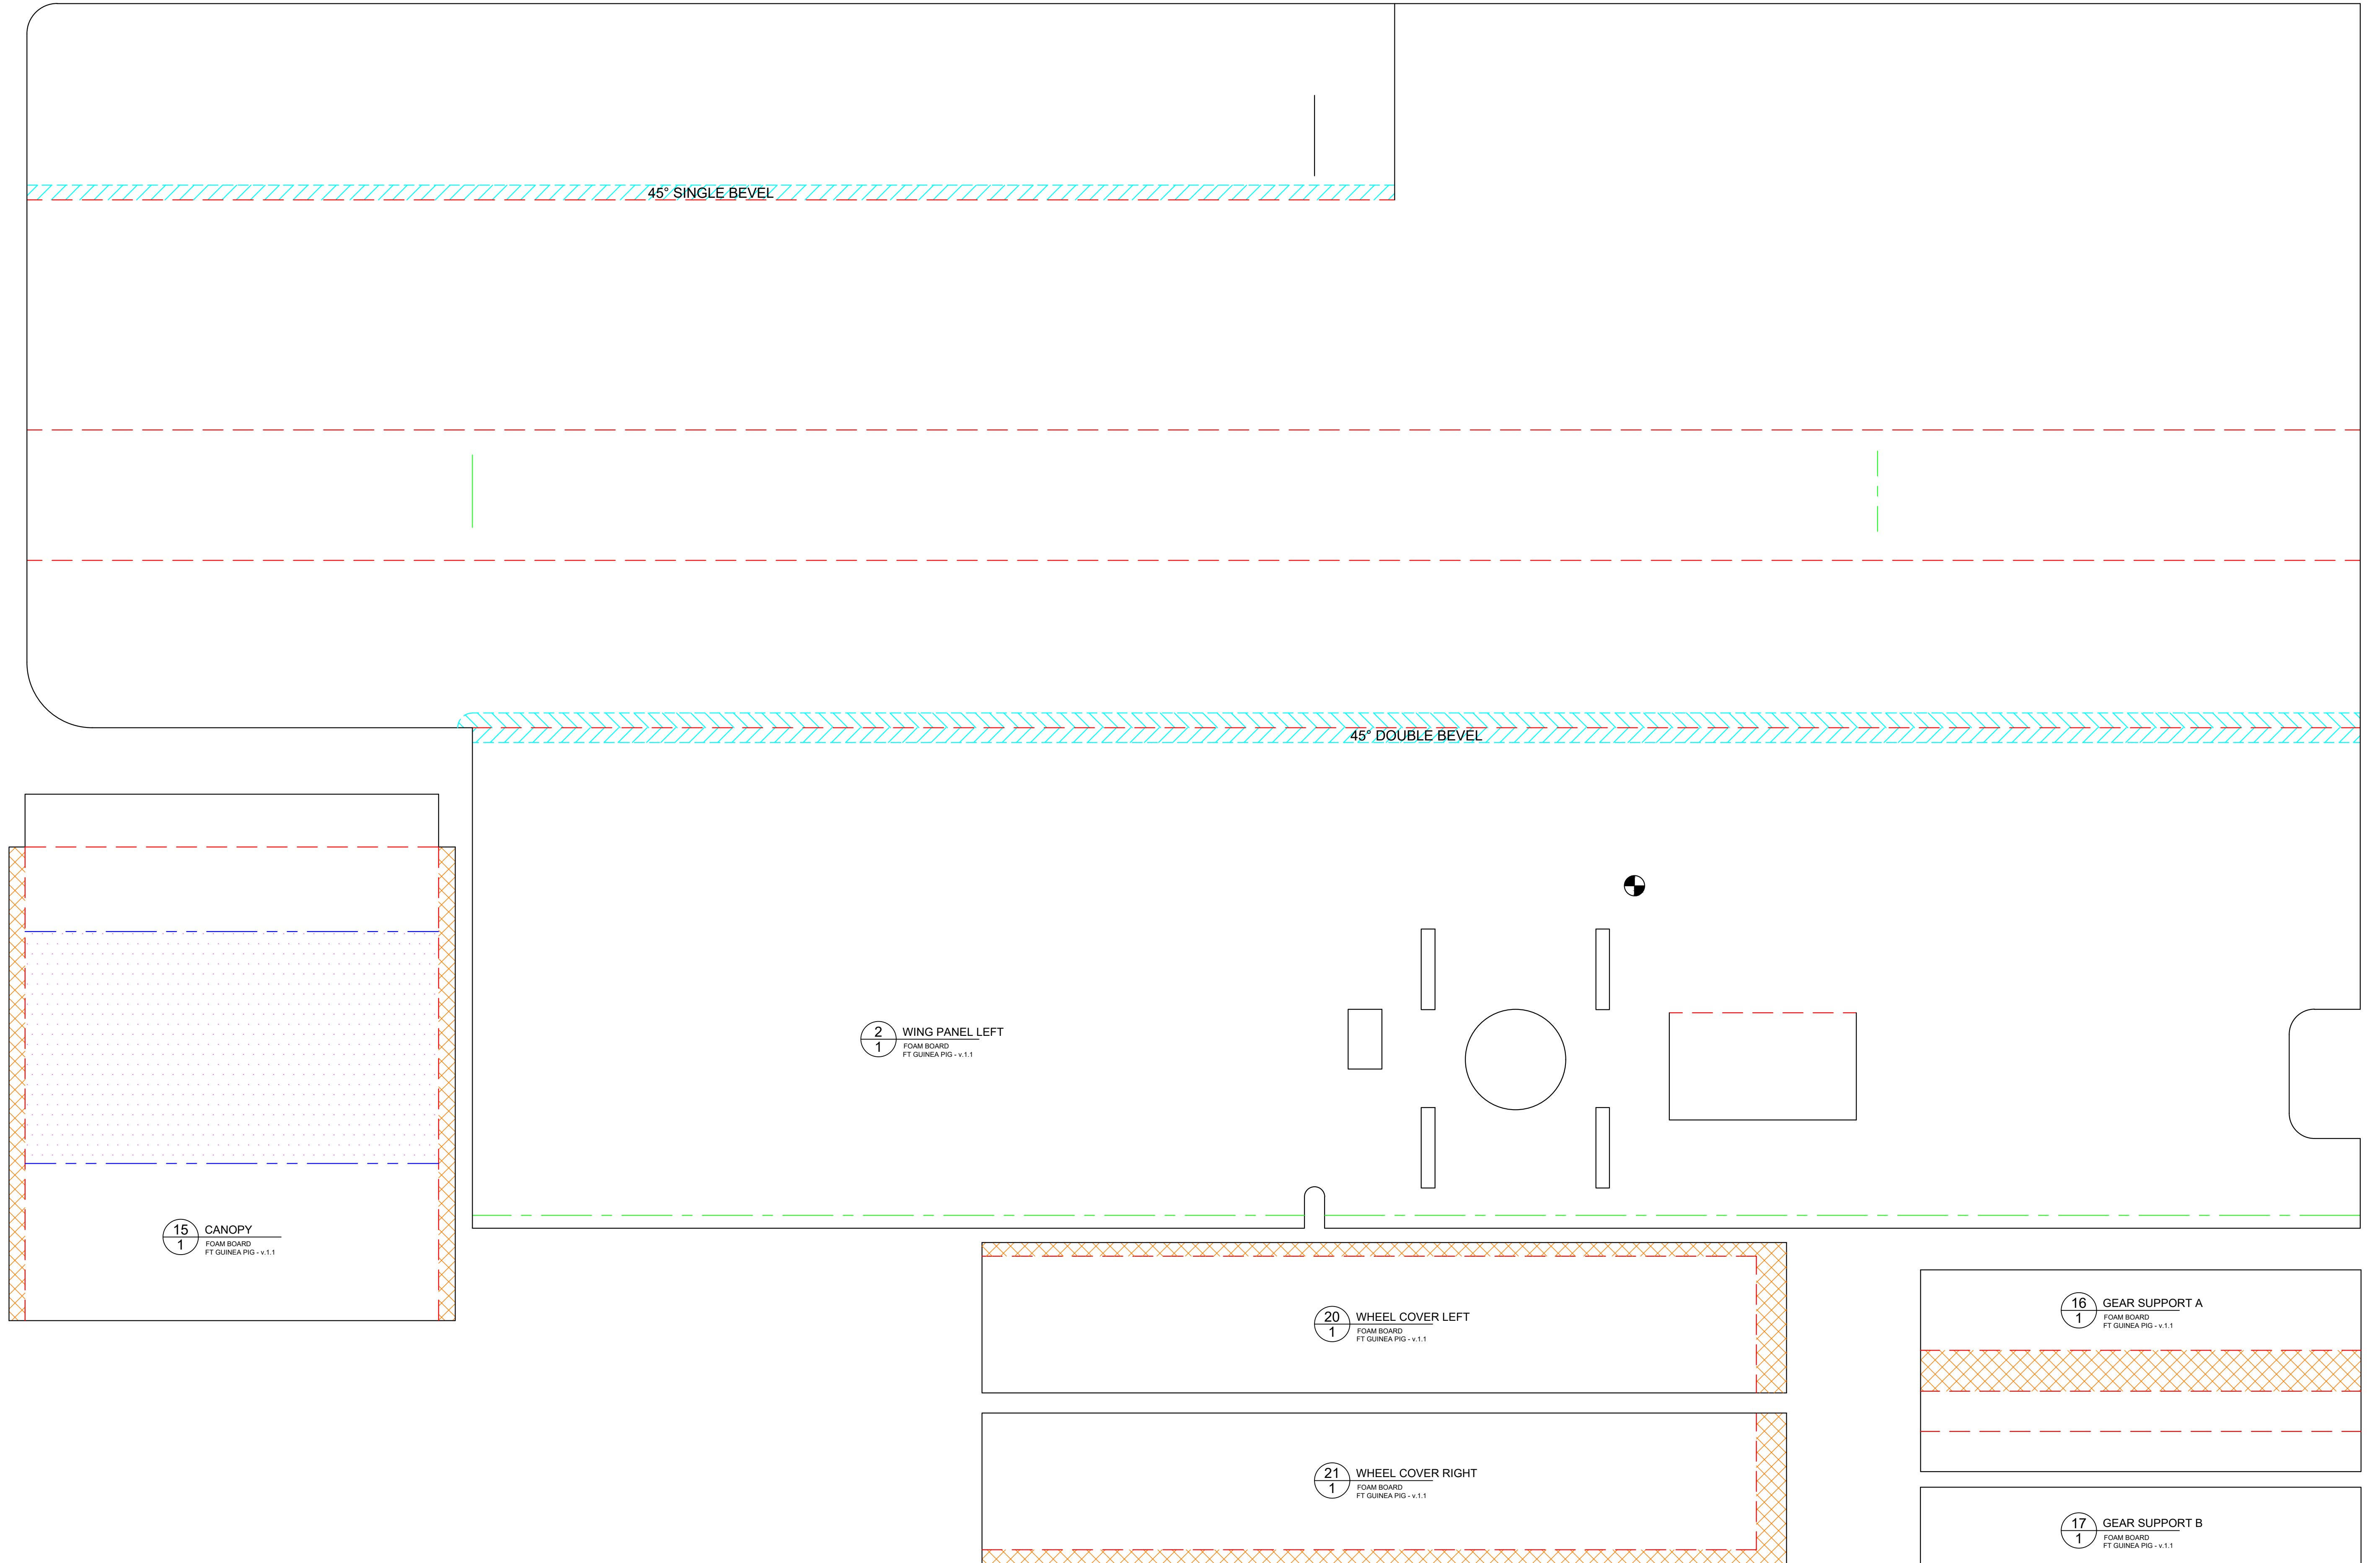 45° SINGLE BEVEL
45° DOUBLE BEVEL
2
1
WING PANEL LEFT
FOAM BOARD
FT GUINEA PIG - v.1.1
15
1
CANOPY
FOAM BOARD
FT GUINEA PIG - v.1.1
20
1
WHEEL COVER LEFT
FOAM BOARD
FT GUINEA PIG - v.1.1
16
1
GEAR SUPPORT A
FOAM BOARD
FT GUINEA PIG - v.1.1
21
1
WHEEL COVER RIGHT
FOAM BOARD
FT GUINEA PIG - v.1.1
17
1
GEAR SUPPORT B
FOAM BOARD
FT GUINEA PIG - v.1.1